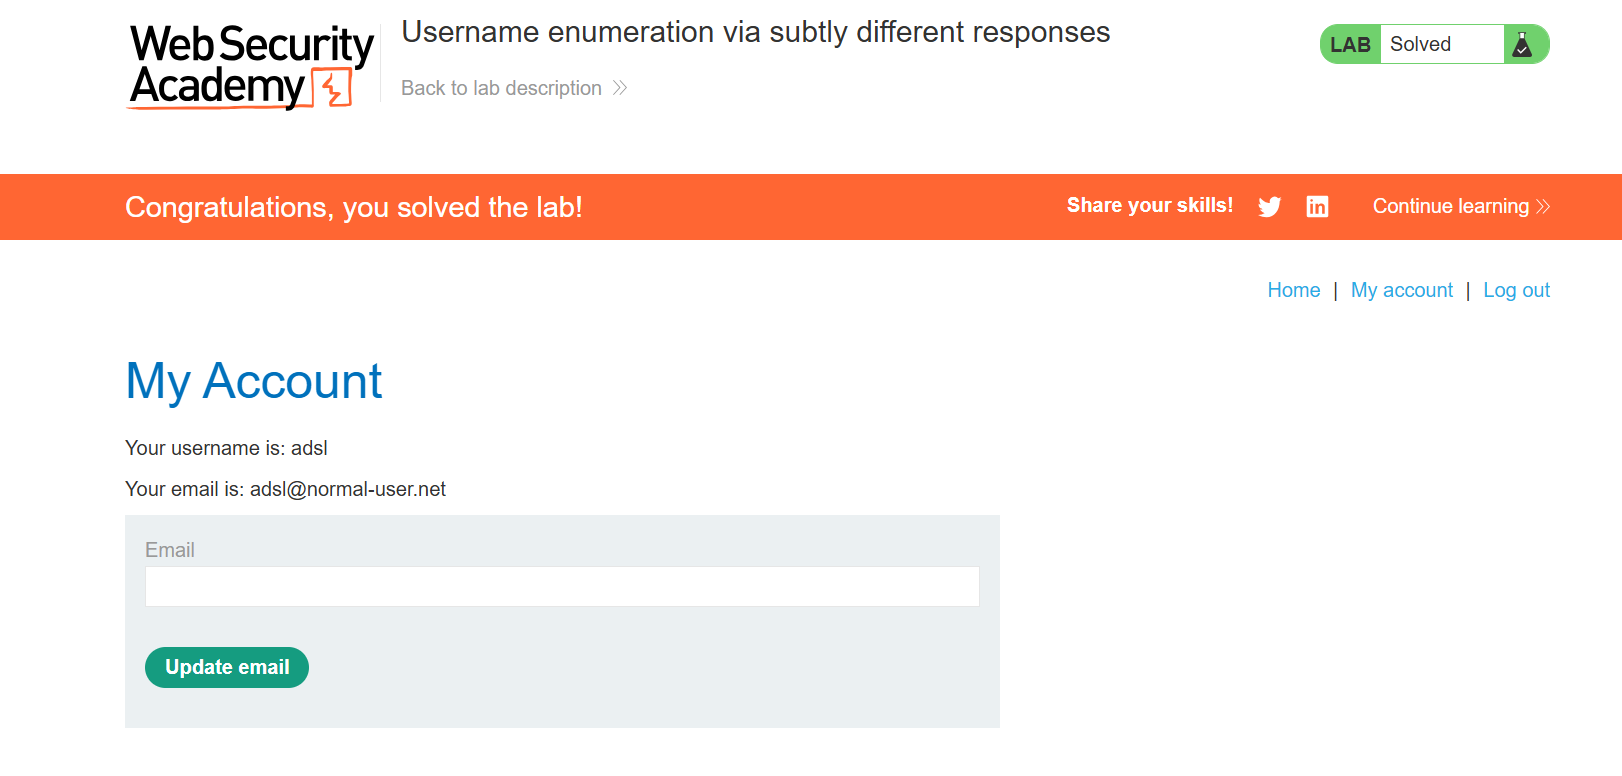 Web Security
Academy
Username enumeration via subtly different responses
Back to lab description
LAB Solved
Congratulations, you solved the lab!
Share your skills!
Continue learning
Home | My account | Log out
My Account
Your username is: adsl
Your email is: adsl@normal-user.net
Email
Update email